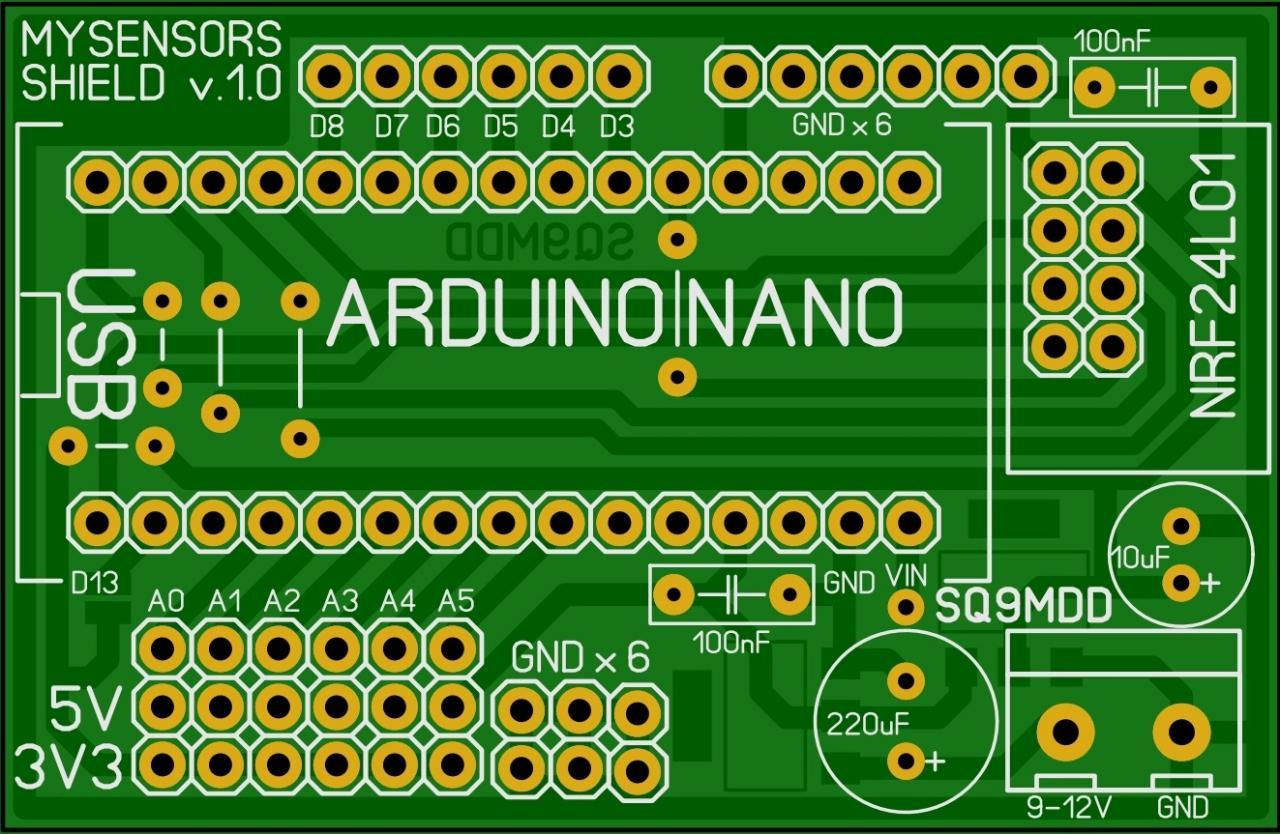 MYSENSORS
SHIELD v.1.0
100nF
D8 D7 D6 D5 D4 D3
GND x 6
NRF24L01
SQ9MDD
USB
ARDUINO NANO
10uF
+
D13
GND VIN
A0 A1 A2 A3 A4 A5
SQ9MDD
100nF
GND x 6
5V
220uF
+
3V3
9-12V GND